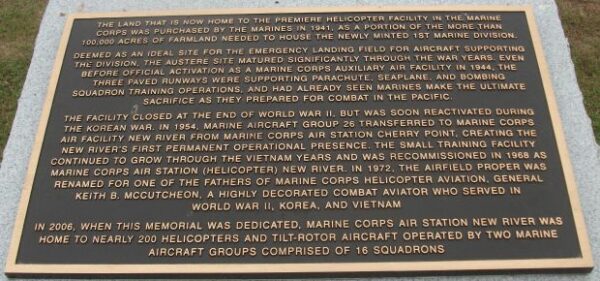 THE LAND THAT IS NOW HOME TO THE PREMIERE HELICOPTER FACILITY IN THE MARINE
CORPS WAS PURCHASED BY THE MARINES IN 1941, AS A PORTION OF THE MORE THAN
100,000 ACRES OF FARMLAND NEEDED TO HOUSE THE NEWLY MINTED 1ST MARINE DIVISION.
DEEMED AS AN IDEAL SITE FOR THE EMERGENCY LANDING FIELD FOR AIRCRAFT SUPPORTING
THE DIVISION, THE AUSTERE SITE MATURED SIGNIFICANTLY THROUGH THE WAR YEARS. EVEN
BEFORE OFFICIAL ACTIVATION AS A MARINE CORPS AUXILIARY AIR FACILITY IN 1944, THE
THREE PAVED RUNWAYS WERE SUPPORTING PARACHUTE, SEAPLANE, AND BOMBING
SQUADRON TRAINING OPERATIONS, AND HAD ALREADY SEEN MARINES MAKE THE ULTIMATE
SACRIFICE AS THEY PREPARED FOR COMBAT IN THE PACIFIC.
THE FACILITY CLOSED AT THE END OF WORLD WAR II, BUT WAS SOON REACTIVATED DURING
THE KOREAN WAR. IN 1954, MARINE AIRCRAFT GROUP 26 TRANSFERRED TO MARINE CORPS
AIR FACILITY NEW RIVER FROM MARINE CORPS AIR STATION CHERRY POINT, CREATING THE
NEW RIVER'S FIRST PERMANENT OPERATIONAL PRESENCE. THE SMALL TRAINING FACILITY
CONTINUED TO GROW THROUGH THE VIETNAM YEARS AND WAS RECOMMISSIONED IN 1968 AS
MARINE CORPS AIR STATION (HELICOPTER) NEW RIVER. IN 1972, THE AIRFIELD PROPER WAS
RENAMED FOR ONE OF THE FATHERS OF MARINE CORPS HELICOPTER AVIATION, GENERAL
KEITH B. MCCUTCHEON, A HIGHLY DECORATED COMBAT AVIATOR WHO SERVED IN
WORLD WAR II, KOREA, AND VIETNAM
IN 2006, WHEN THIS MEMORIAL WAS DEDICATED, MARINE CORPS AIR STATION NEW RIVER WAS
HOME TO NEARLY 200 HELICOPTERS AND TILT-ROTOR AIRCRAFT OPERATED BY TWO MARINE
AIRCRAFT GROUPS COMPRISED OF 16 SQUADRONS